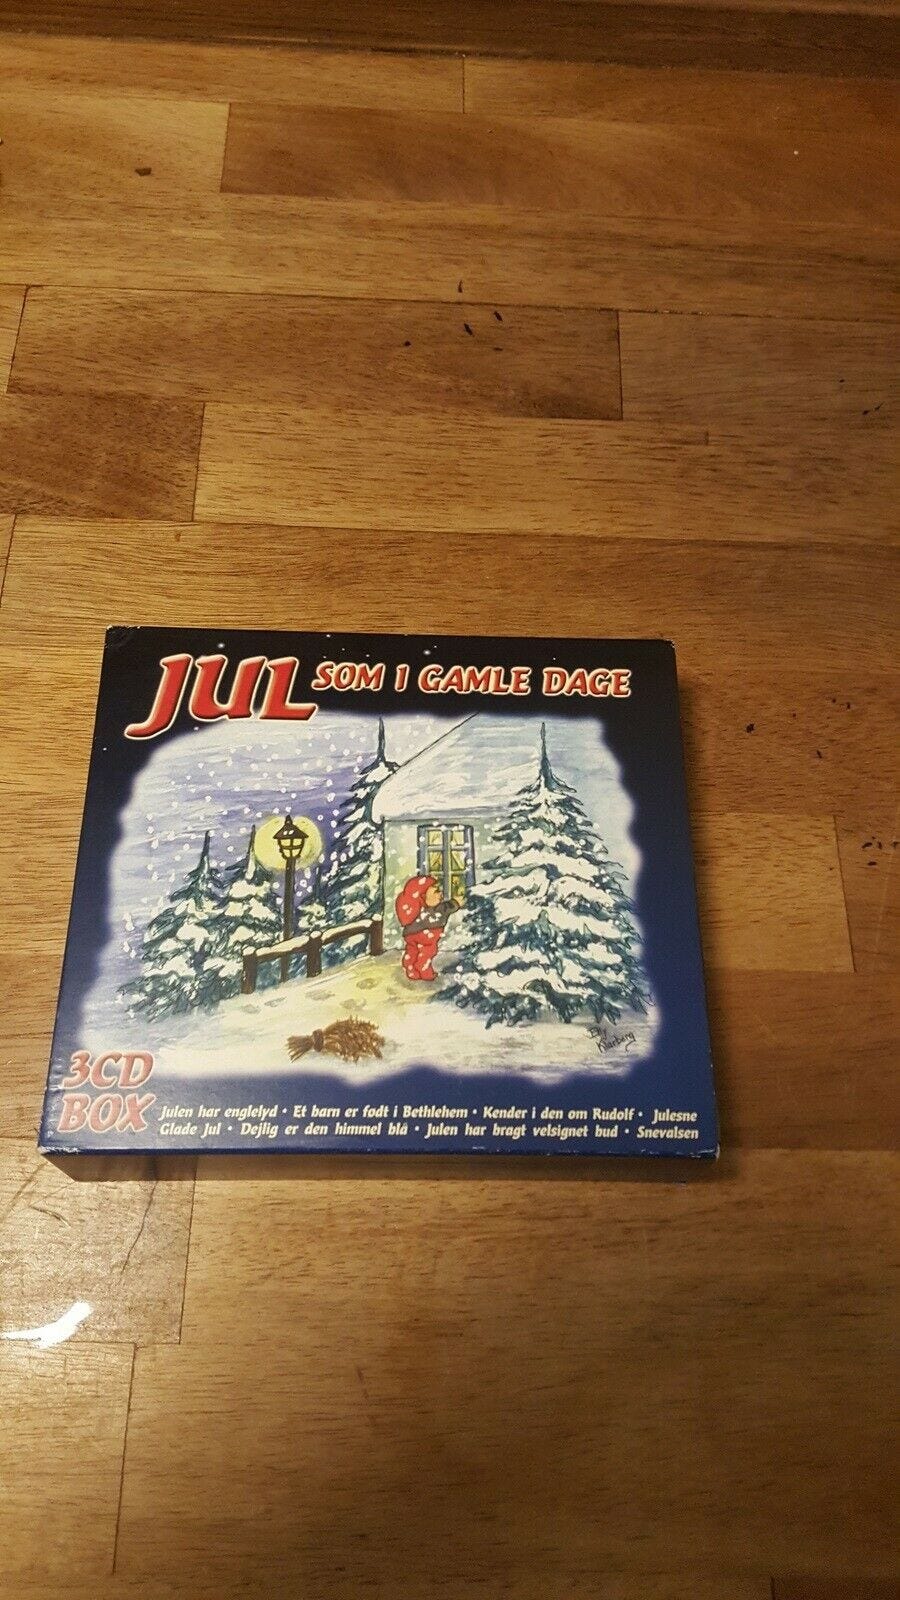 JUL SOM I GAMLE DAGE
3CD
BOX
Julen har englelyd • Et barn er født i Bethlehem • Kender i den om Rudolf • Julesne
Glade Jul • Dejlig er den himmel blå • Julen har bragt velsignet bud • Snevalsen
Klarberg